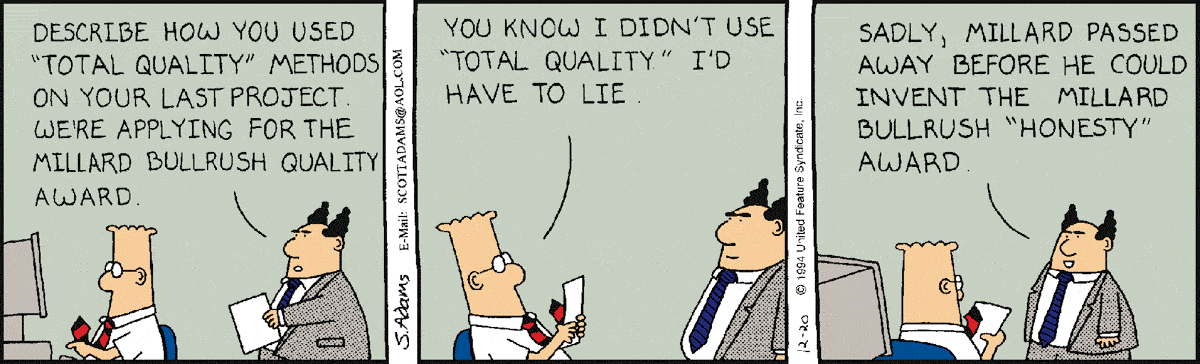 DESCRIBE HOW YOU USED
"TOTAL QUALITY" METHODS
ON YOUR LAST PROJECT.
WE'RE APPLYING FOR THE
MILLARD BULLRUSH QUALITY
AWARD.
S.Adams E-Mail: SCOTTADAMS@AOL.COM
YOU KNOW I DIDN'T USE
"TOTAL QUALITY." I'D
HAVE TO LIE.
12-20 © 1994 United Feature Syndicate, Inc.
SADLY, MILLARD PASSED
AWAY BEFORE HE COULD
INVENT THE MILLARD
BULLRUSH "HONESTY"
AWARD.